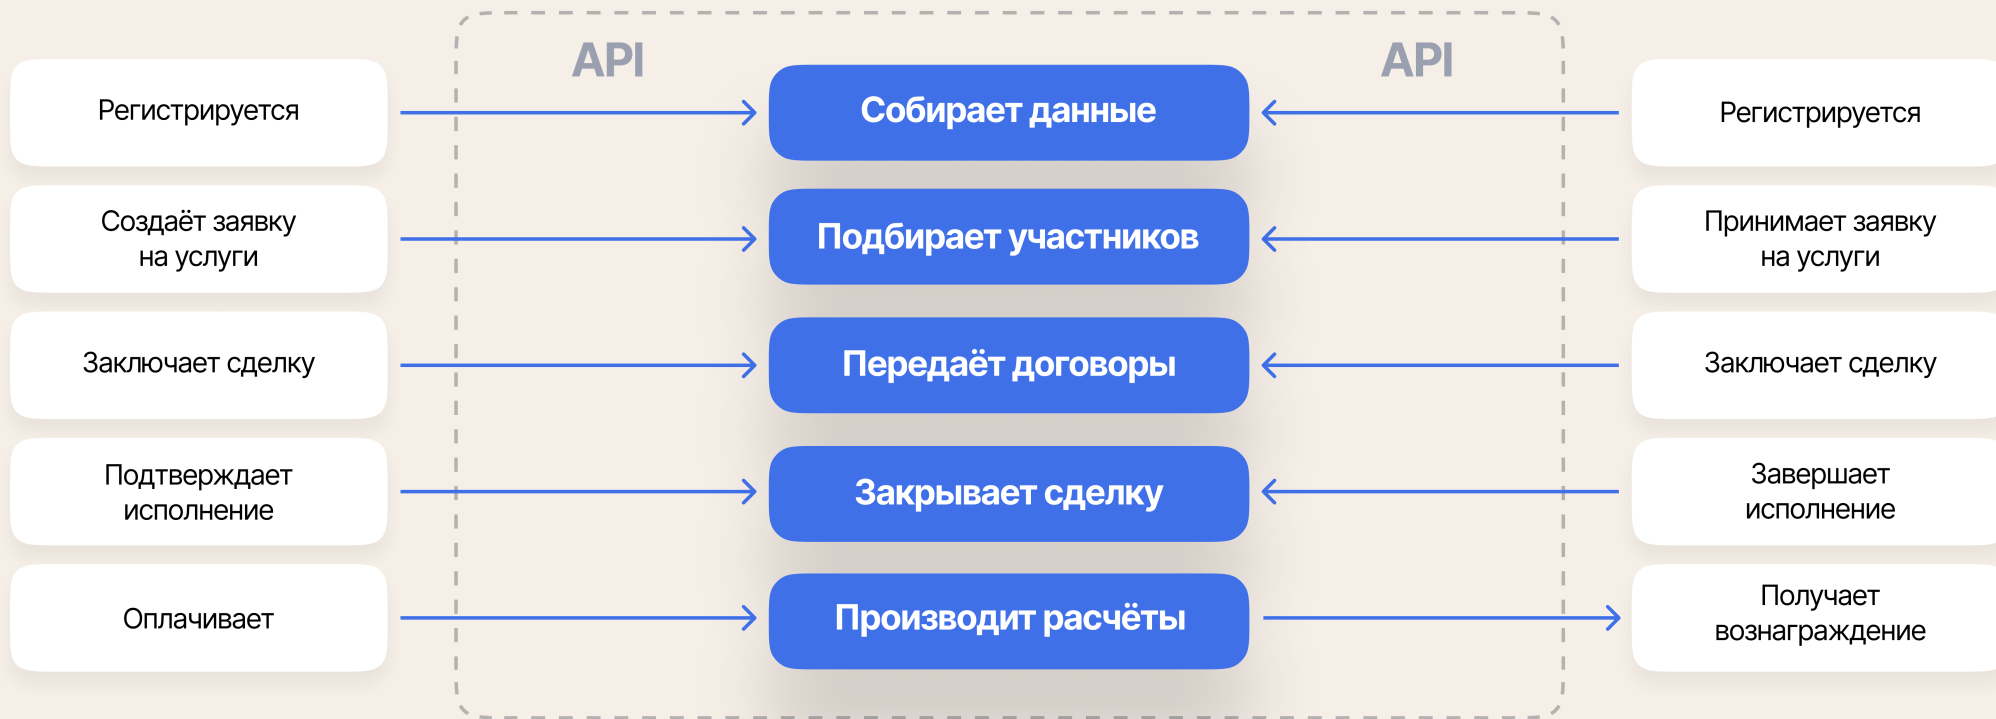 API
API
Регистрируется
Собирает данные
Регистрируется
Создаёт заявку
на услуги
Подбирает участников
Принимает заявку
на услуги
Заключает сделку
Передаёт договоры
Заключает сделку
Подтверждает
исполнение
Закрывает сделку
Завершает
исполнение
Оплачивает
Производит расчёты
Получает
вознаграждение